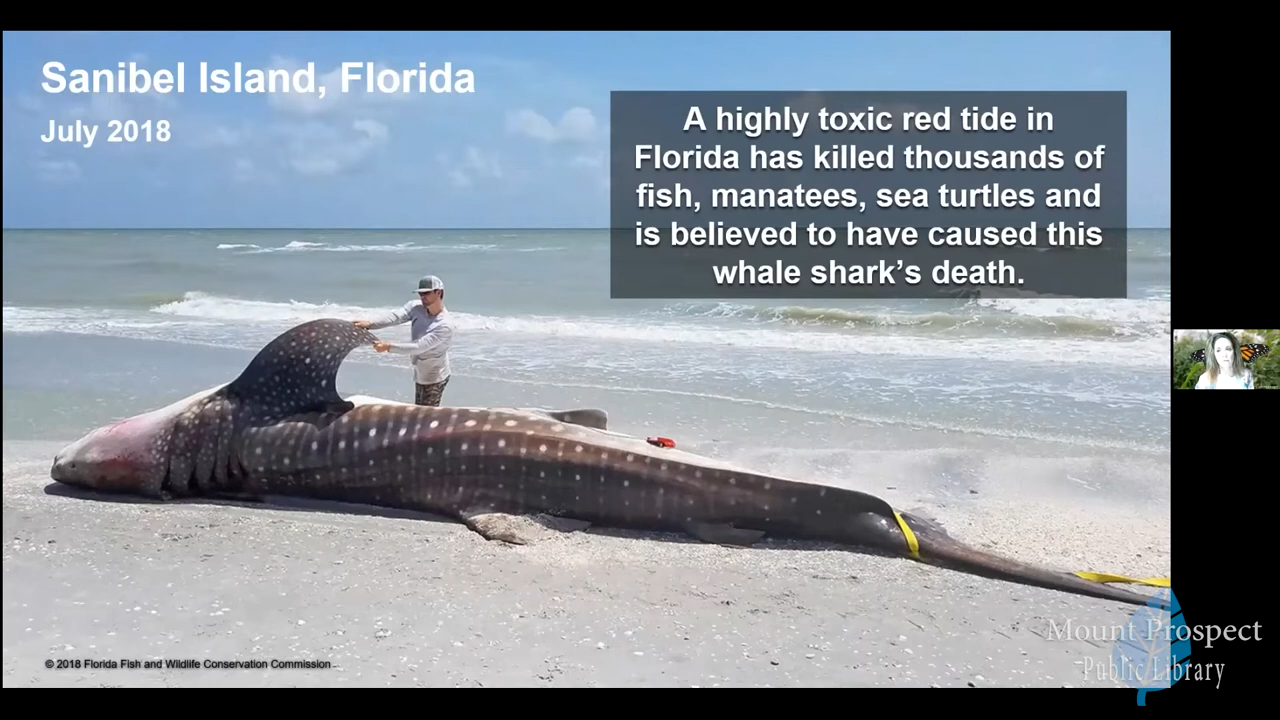 Sanibel Island, Florida
July 2018
A highly toxic red tide in
Florida has killed thousands of
fish, manatees, sea turtles and
is believed to have caused this
whale shark’s death.
© 2018 Florida Fish and Wildlife Conservation Commission
Mount Prospect
Public Library